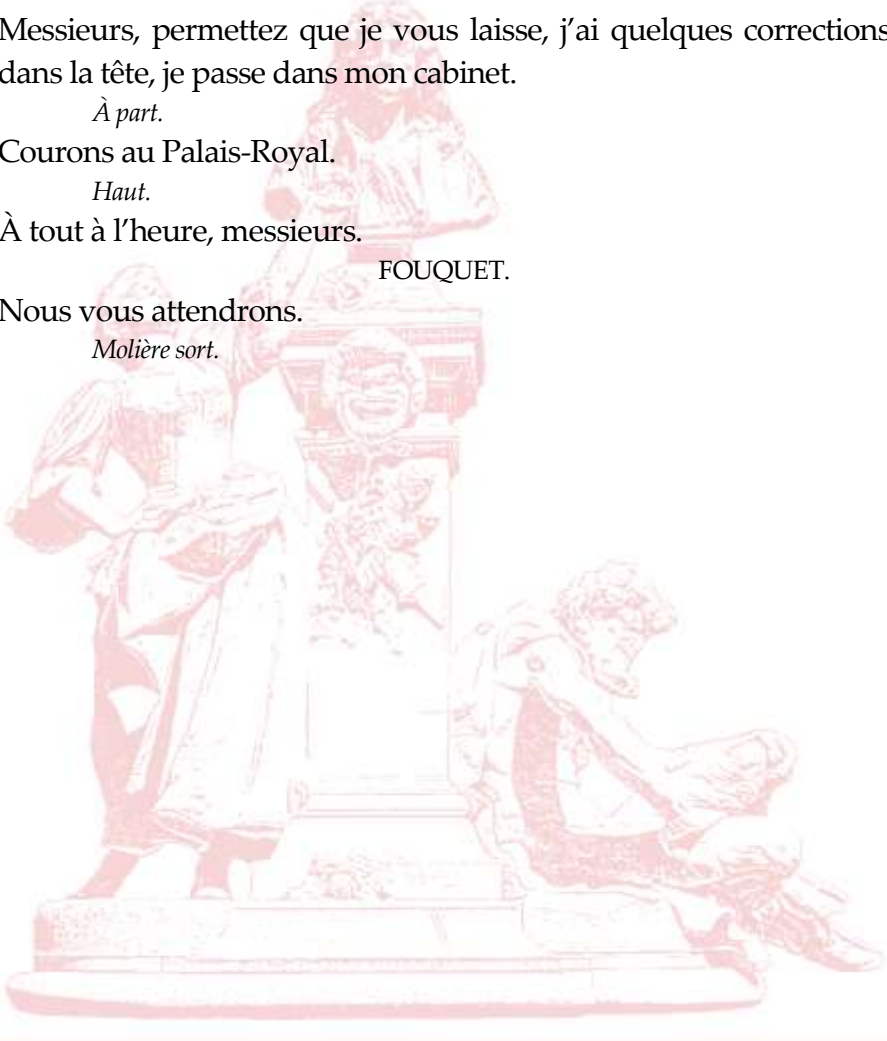 Messieurs, permettez que je vous laisse, j’ai quelques corrections
dans la tête, je passe dans mon cabinet.
À part.
Courons au Palais-Royal.
Haut.
À tout à l’heure, messieurs.
FOUQUET.
Nous vous attendrons.
Molière sort.